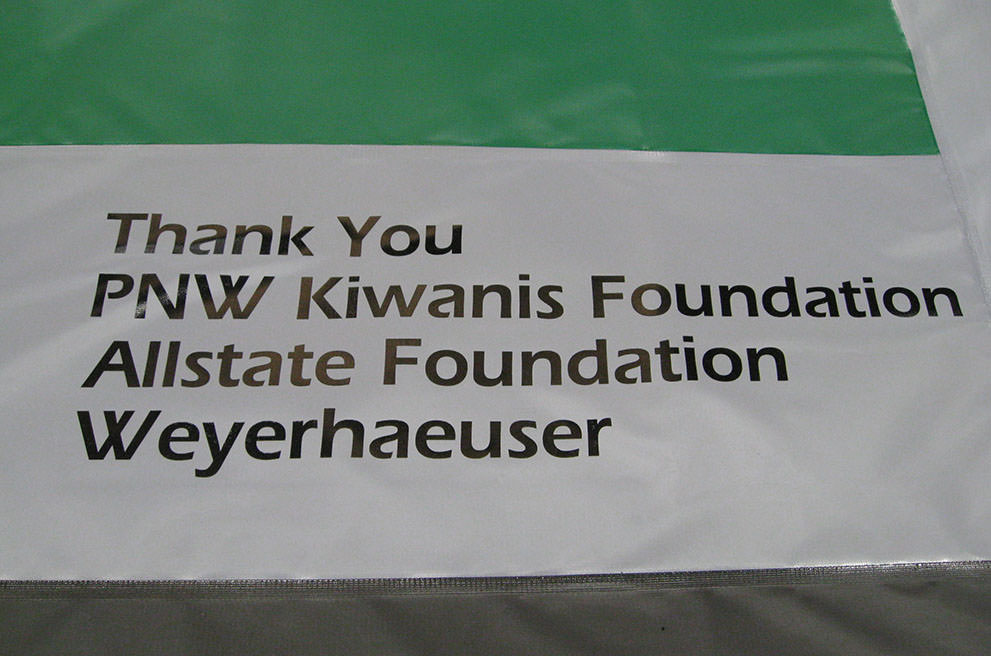 Thank You
PNW Kiwanis Foundation
Allstate Foundation
Weyerhaeuser